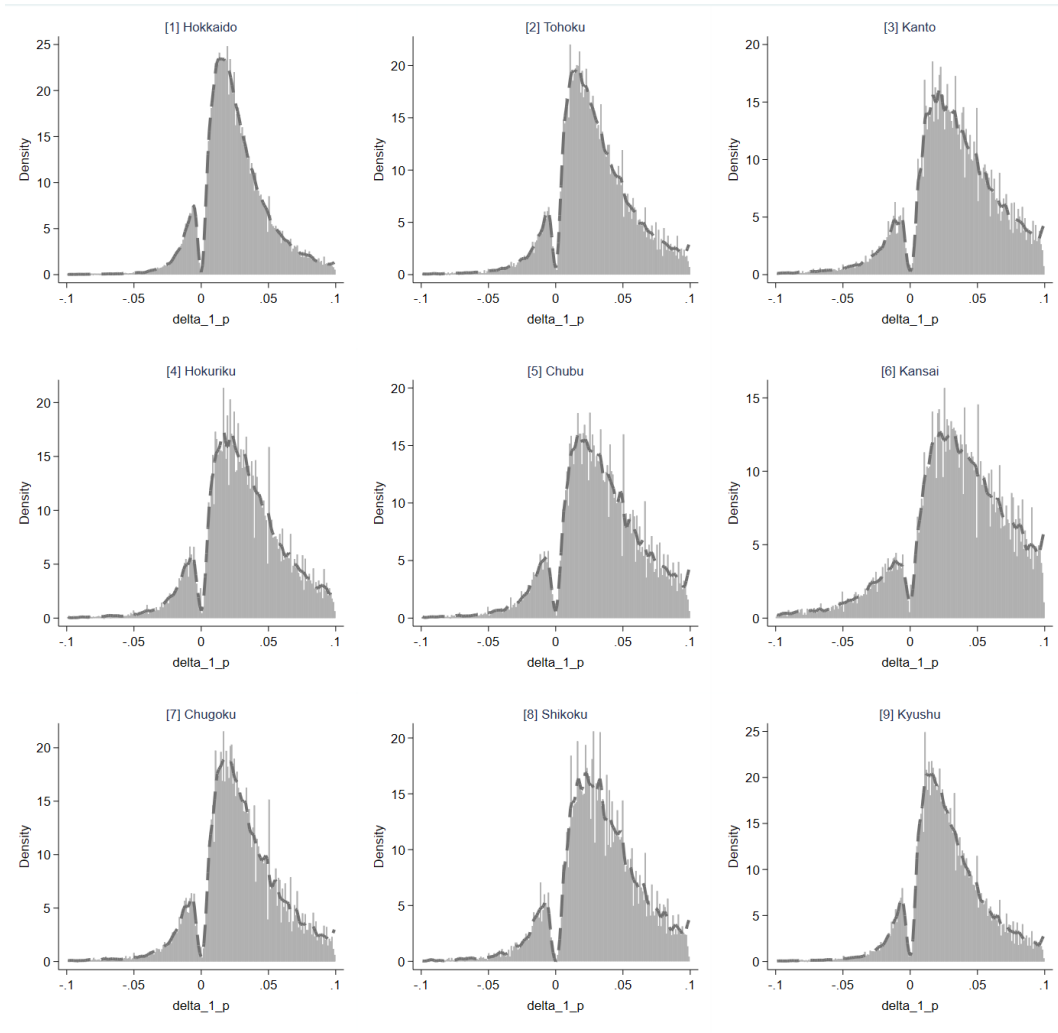 [1] Hokkaido
25
20
15
10
5
0
Density
-.1 -.05 0 .05 .1
delta_1_p
[2] Tohoku
20
15
10
5
0
Density
-.1 -.05 0 .05 .1
delta_1_p
[3] Kanto
20
15
10
5
0
Density
-.1 -.05 0 .05 .1
delta_1_p
[4] Hokuriku
20
15
10
5
0
Density
-.1 -.05 0 .05 .1
delta_1_p
[5] Chubu
20
15
10
5
0
Density
-.1 -.05 0 .05 .1
delta_1_p
[6] Kansai
15
10
5
0
Density
-.1 -.05 0 .05 .1
delta_1_p
[7] Chugoku
20
15
10
5
0
Density
-.1 -.05 0 .05 .1
delta_1_p
[8] Shikoku
20
15
10
5
0
Density
-.1 -.05 0 .05 .1
delta_1_p
[9] Kyushu
25
20
15
10
5
0
Density
-.1 -.05 0 .05 .1
delta_1_p